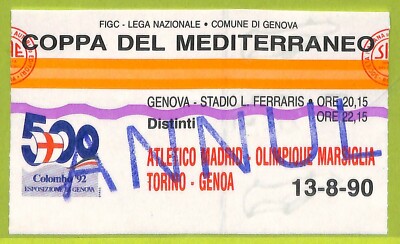 FIGC - LEGA NAZIONALE • COMUNE DI GENOVA
COPPA DEL MEDITERRANEO
GENOVA - STADIO L. FERRARIS • ORE 20,15
ORE 22,15
Distinti
ANNUL
500
Colombo '92
ESPOSIZIONE DI GENOVA
ATLETICO MADRID - OLIMPIQUE MARSIGLIA
TORINO - GENOA
13-8-90